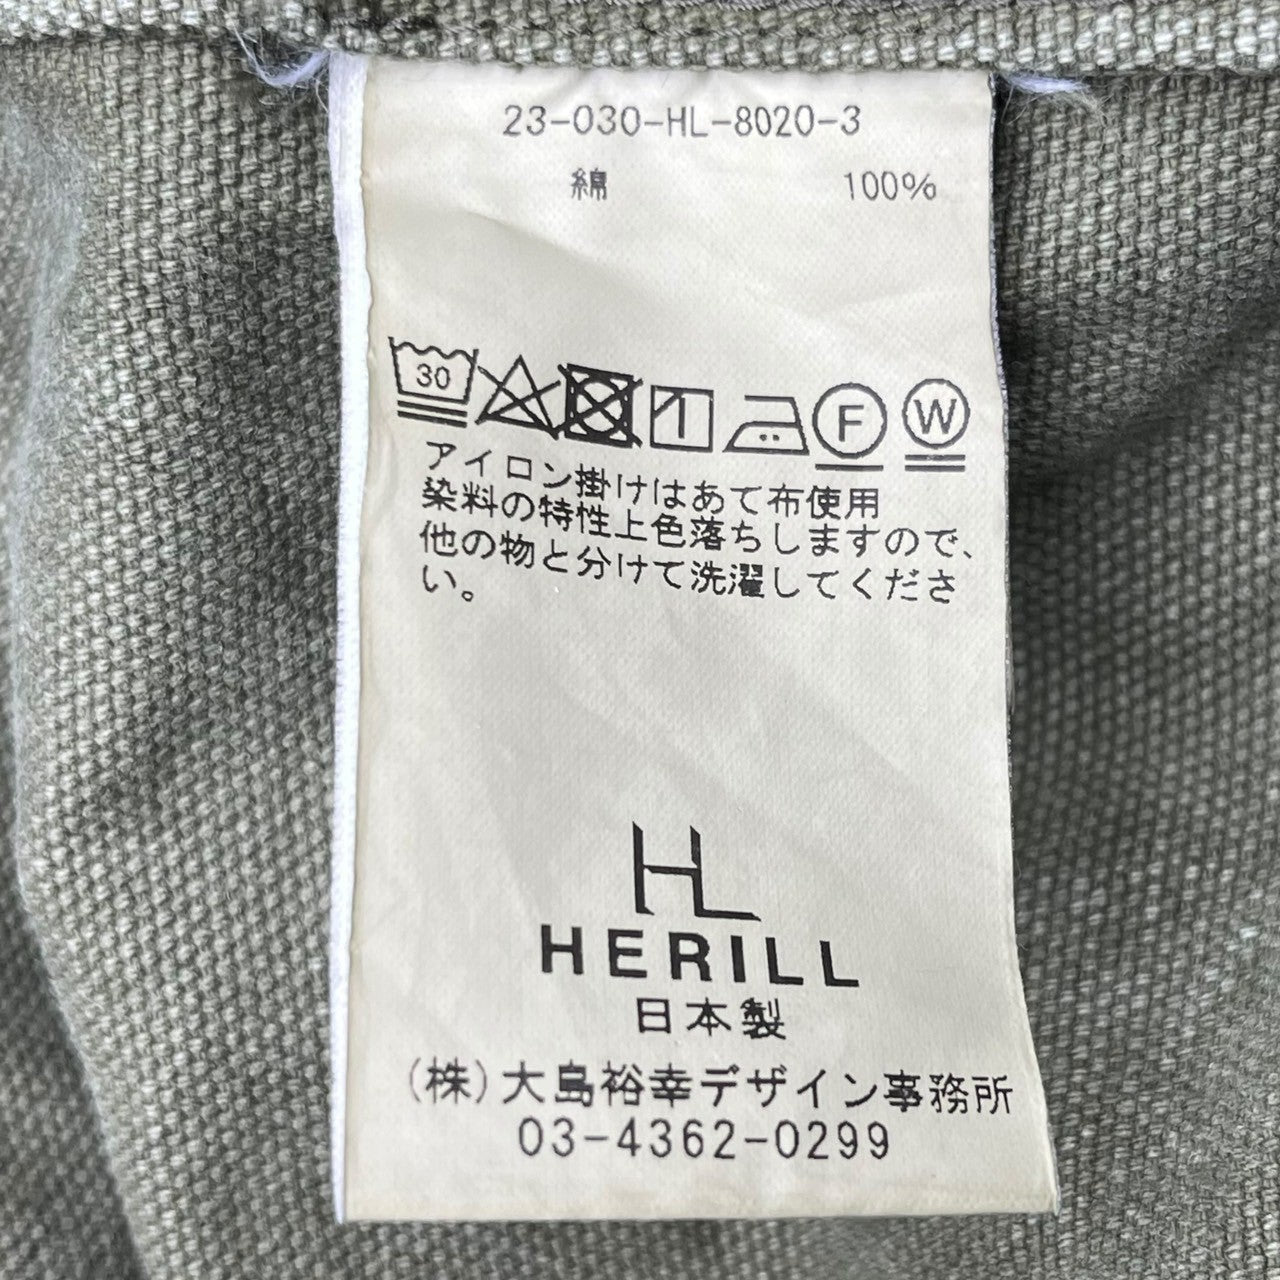 23-030-HL-8020-3
綿 100%
30
F
W
アイロン掛けはあて布使用
染料の特性上色落ちしますので、
他の物と分けて洗濯してくださ
い。
HL
HERILL
日本製
(株)大島裕幸デザイン事務所
03-4362-0299